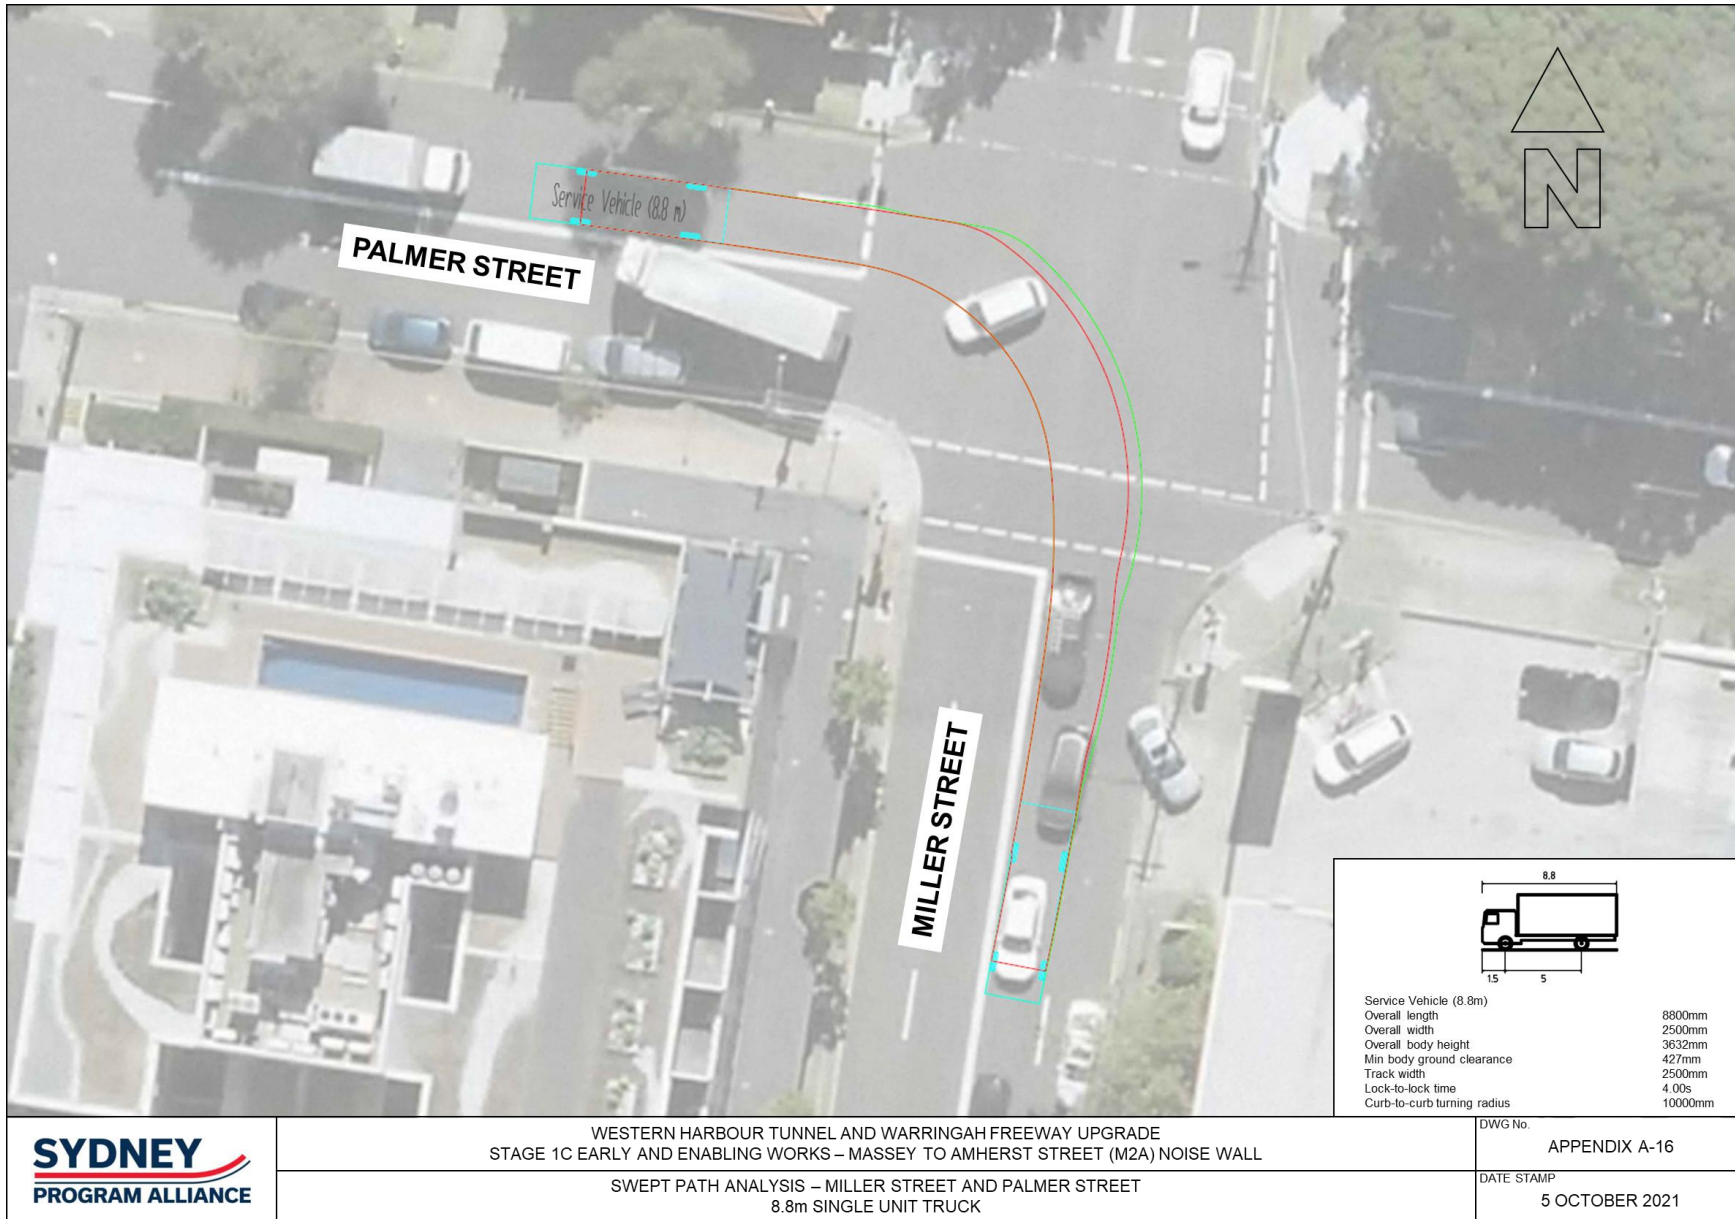 N
Service Vehicle (8.8 m)
PALMER STREET
MILLER STREET
8.8
1.5 5
Service Vehicle (8.8m)
Overall length 8800mm
Overall width 2500mm
Overall body height 3632mm
Min body ground clearance 427mm
Track width 2500mm
Lock-to-lock time 4.00s
Curb-to-curb turning radius 10000mm
SYDNEY
PROGRAM ALLIANCE
WESTERN HARBOUR TUNNEL AND WARRINGAH FREEWAY UPGRADE
STAGE 1C EARLY AND ENABLING WORKS – MASSEY TO AMHERST STREET (M2A) NOISE WALL
SWEPT PATH ANALYSIS – MILLER STREET AND PALMER STREET
8.8m SINGLE UNIT TRUCK
DWG No.
APPENDIX A-16
DATE STAMP
5 OCTOBER 2021